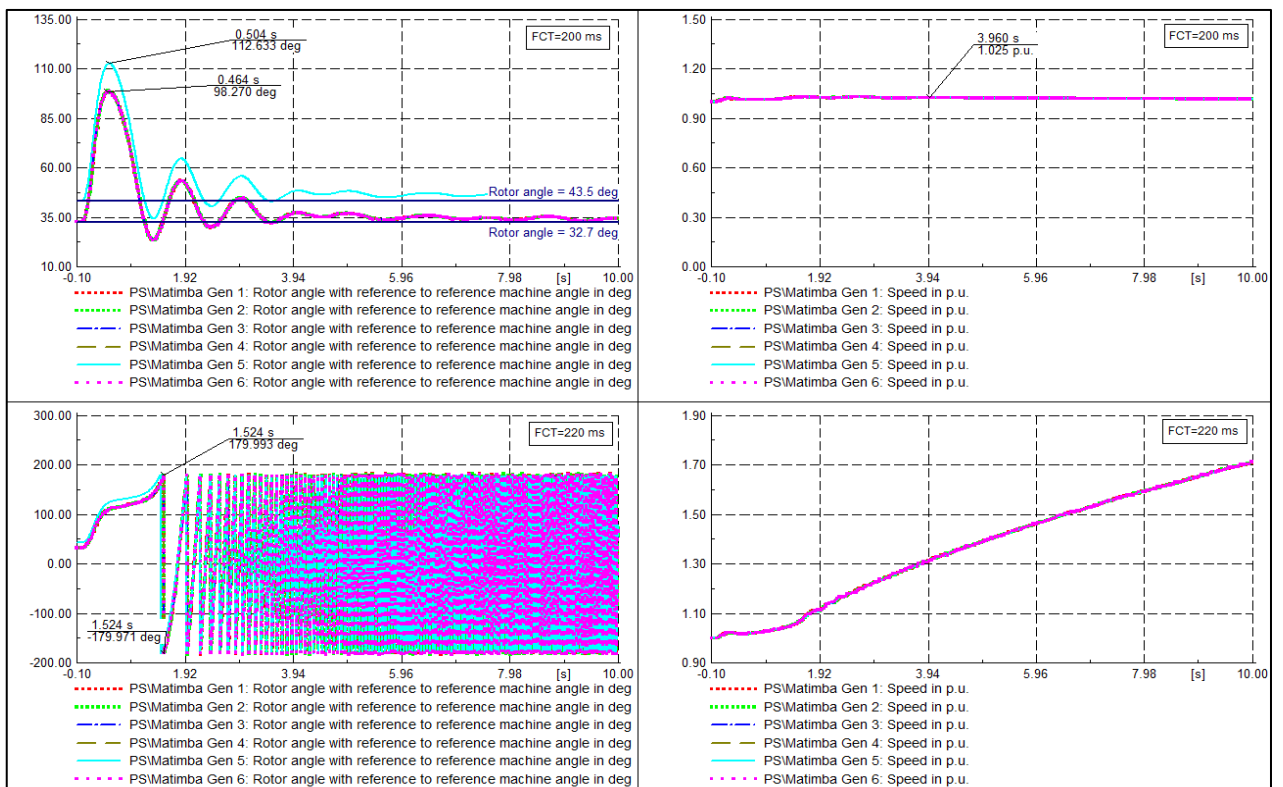 135.00
110.00
85.00
60.00
35.00
10.00
0.504 s
112.633 deg
0.464 s
98.270 deg
FCT=200 ms
Rotor angle = 43.5 deg
Rotor angle = 32.7 deg
-0.10 1.92 3.94 5.96 7.98 [s] 10.00
PS\Matimba Gen 1: Rotor angle with reference to reference machine angle in deg
PS\Matimba Gen 2: Rotor angle with reference to reference machine angle in deg
PS\Matimba Gen 3: Rotor angle with reference to reference machine angle in deg
PS\Matimba Gen 4: Rotor angle with reference to reference machine angle in deg
PS\Matimba Gen 5: Rotor angle with reference to reference machine angle in deg
PS\Matimba Gen 6: Rotor angle with reference to reference machine angle in deg
1.50
1.20
0.90
0.60
0.30
0.00
3.960 s
1.025 p.u.
FCT=200 ms
-0.10 1.92 3.94 5.96 7.98 [s] 10.00
PS\Matimba Gen 1: Speed in p.u.
PS\Matimba Gen 2: Speed in p.u.
PS\Matimba Gen 3: Speed in p.u.
PS\Matimba Gen 4: Speed in p.u.
PS\Matimba Gen 5: Speed in p.u.
PS\Matimba Gen 6: Speed in p.u.
300.00
200.00
100.00
0.00
-100.00
-200.00
1.524 s
179.993 deg
FCT=220 ms
1.524 s
-179.971 deg
-0.10 1.92 3.94 5.96 7.98 [s] 10.00
PS\Matimba Gen 1: Rotor angle with reference to reference machine angle in deg
PS\Matimba Gen 2: Rotor angle with reference to reference machine angle in deg
PS\Matimba Gen 3: Rotor angle with reference to reference machine angle in deg
PS\Matimba Gen 4: Rotor angle with reference to reference machine angle in deg
PS\Matimba Gen 5: Rotor angle with reference to reference machine angle in deg
PS\Matimba Gen 6: Rotor angle with reference to reference machine angle in deg
1.90
1.70
1.50
1.30
1.10
0.90
FCT=220 ms
-0.10 1.92 3.94 5.96 7.98 [s] 10.00
PS\Matimba Gen 1: Speed in p.u.
PS\Matimba Gen 2: Speed in p.u.
PS\Matimba Gen 3: Speed in p.u.
PS\Matimba Gen 4: Speed in p.u.
PS\Matimba Gen 5: Speed in p.u.
PS\Matimba Gen 6: Speed in p.u.